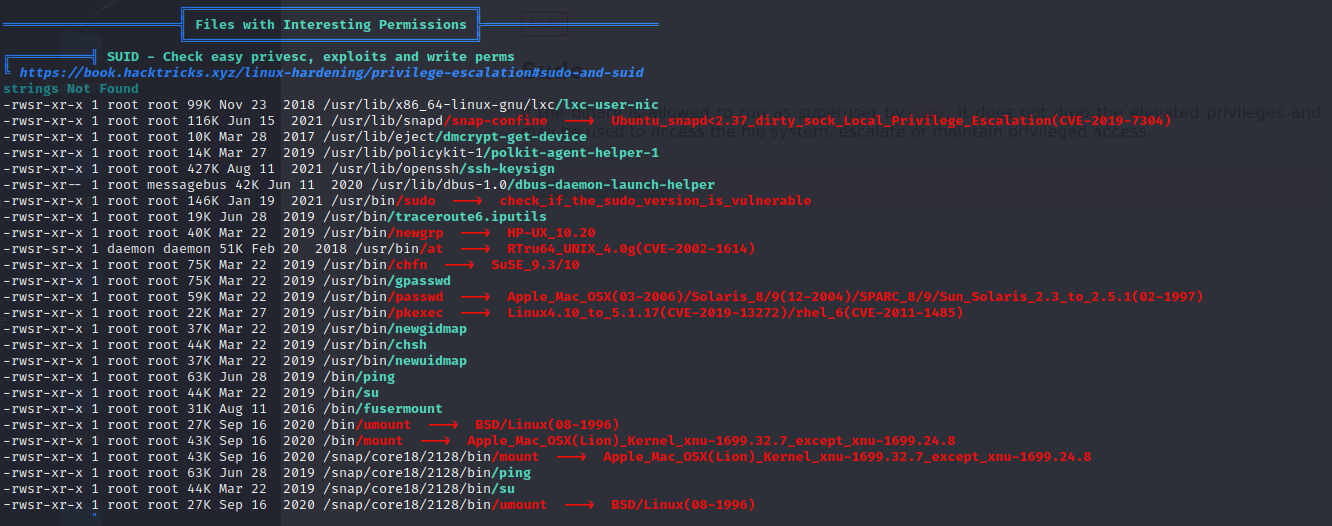 Files with Interesting Permissions
SUID - Check easy privesc, exploits and write perms
https://book.hacktricks.xyz/linux-hardening/privilege-escalation#sudo-and-suid
strings Not Found
-rwsr-xr-x 1 root root 99K Nov 23  2018 /usr/lib/x86_64-linux-gnu/lxc/lxc-user-nic
-rwsr-xr-x 1 root root 116K Jun 15  2021 /usr/lib/snapd/snap-confine  --->  Ubuntu_snapd<2.37_dirty_sock_Local_Privilege_Escalation(CVE-2019-7304)
-rwsr-xr-x 1 root root 10K Mar 28  2017 /usr/lib/eject/dmcrypt-get-device
-rwsr-xr-x 1 root root 14K Mar 27  2019 /usr/lib/policykit-1/polkit-agent-helper-1
-rwsr-xr-x 1 root root 427K Aug 11  2021 /usr/lib/openssh/ssh-keysign
-rwsr-xr-- 1 root messagebus 42K Jun 11  2020 /usr/lib/dbus-1.0/dbus-daemon-launch-helper
-rwsr-xr-x 1 root root 146K Jan 19  2021 /usr/bin/sudo  --->  check_if_the_sudo_version_is_vulnerable
-rwsr-xr-x 1 root root 19K Jun 28  2019 /usr/bin/traceroute6.iputils
-rwsr-xr-x 1 root root 40K Mar 22  2019 /usr/bin/newgrp  --->  HP-UX_10.20
-rwsr-sr-x 1 daemon daemon 51K Feb 20  2018 /usr/bin/at  --->  RTru64_UNIX_4.0g(CVE-2002-1614)
-rwsr-xr-x 1 root root 75K Mar 22  2019 /usr/bin/chfn  --->  SuSE_9.3/10
-rwsr-xr-x 1 root root 75K Mar 22  2019 /usr/bin/gpasswd
-rwsr-xr-x 1 root root 59K Mar 22  2019 /usr/bin/passwd  --->  Apple_Mac_OSX(03-2006)/Solaris_8/9(12-2004)/SPARC_8/9/Sun_Solaris_2.3_to_2.5.1(02-1997)
-rwsr-xr-x 1 root root 22K Mar 27  2019 /usr/bin/pkexec  --->  Linux4.10_to_5.1.17(CVE-2019-13272)/rhel_6(CVE-2011-1485)
-rwsr-xr-x 1 root root 37K Mar 22  2019 /usr/bin/newgidmap
-rwsr-xr-x 1 root root 44K Mar 22  2019 /usr/bin/chsh
-rwsr-xr-x 1 root root 37K Mar 22  2019 /usr/bin/newuidmap
-rwsr-xr-x 1 root root 63K Jun 28  2019 /bin/ping
-rwsr-xr-x 1 root root 44K Mar 22  2019 /bin/su
-rwsr-xr-x 1 root root 31K Aug 11  2016 /bin/fusermount
-rwsr-xr-x 1 root root 27K Sep 16  2020 /bin/umount  --->  BSD/Linux(08-1996)
-rwsr-xr-x 1 root root 43K Sep 16  2020 /bin/mount  --->  Apple_Mac_OSX(Lion)_Kernel_xnu-1699.32.7_except_xnu-1699.24.8
-rwsr-xr-x 1 root root 43K Sep 16  2020 /snap/core18/2128/bin/mount  --->  Apple_Mac_OSX(Lion)_Kernel_xnu-1699.32.7_except_xnu-1699.24.8
-rwsr-xr-x 1 root root 63K Jun 28  2019 /snap/core18/2128/bin/ping
-rwsr-xr-x 1 root root 44K Mar 22  2019 /snap/core18/2128/bin/su
-rwsr-xr-x 1 root root 27K Sep 16  2020 /snap/core18/2128/bin/umount  --->  BSD/Linux(08-1996)